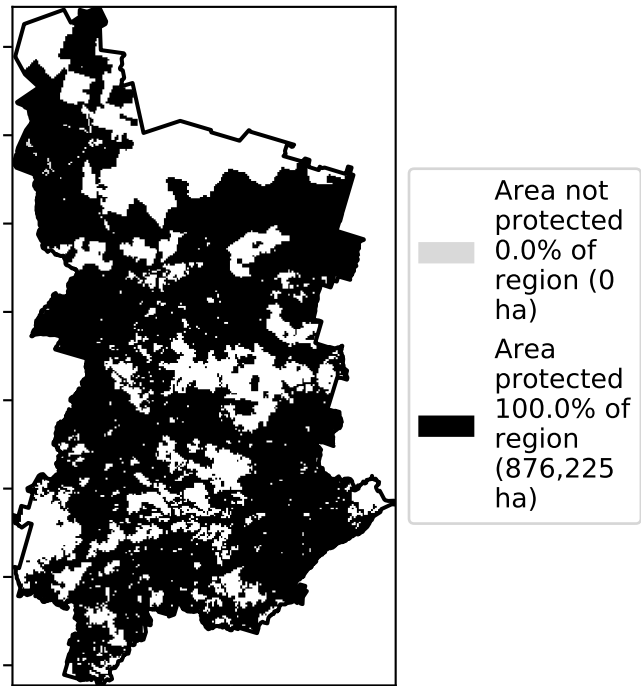 Area not
protected
0.0% of
region (0
ha)
Area
protected
100.0% of
region
(876,225
ha)